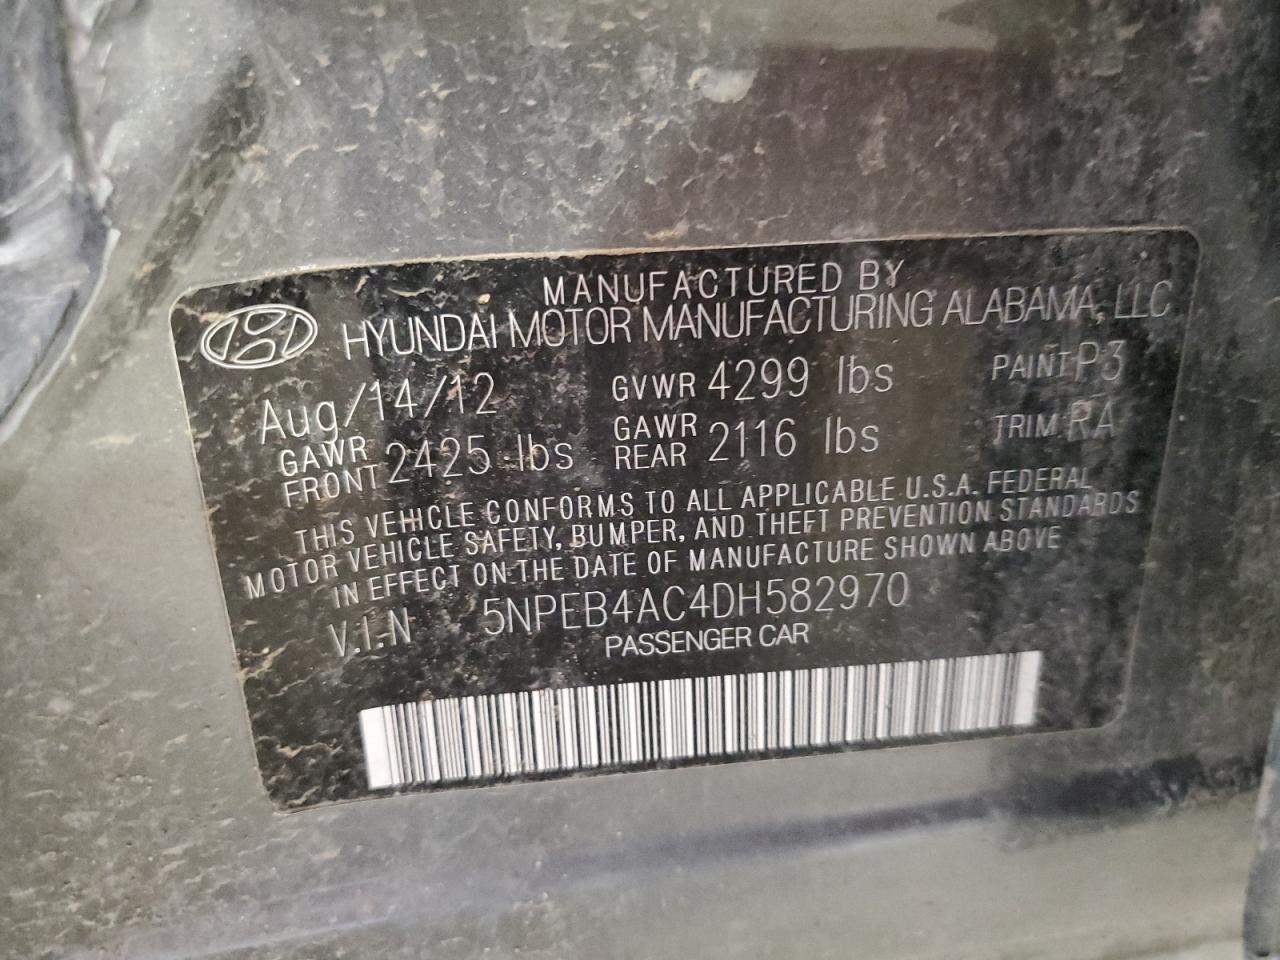 MANUFACTURED BY
HYUNDAI MOTOR MANUFACTURING ALABAMA, LLC
Aug/14/12 GVWR 4299 lbs PAINT:P3
GAWR FRONT 2425 lbs GAWR REAR 2116 lbs TRIM:RA
THIS VEHICLE CONFORMS TO ALL APPLICABLE U.S.A. FEDERAL
MOTOR VEHICLE SAFETY, BUMPER, AND THEFT PREVENTION STANDARDS
IN EFFECT ON THE DATE OF MANUFACTURE SHOWN ABOVE
V.I.N 5NPEB4AC4DH582970
PASSENGER CAR